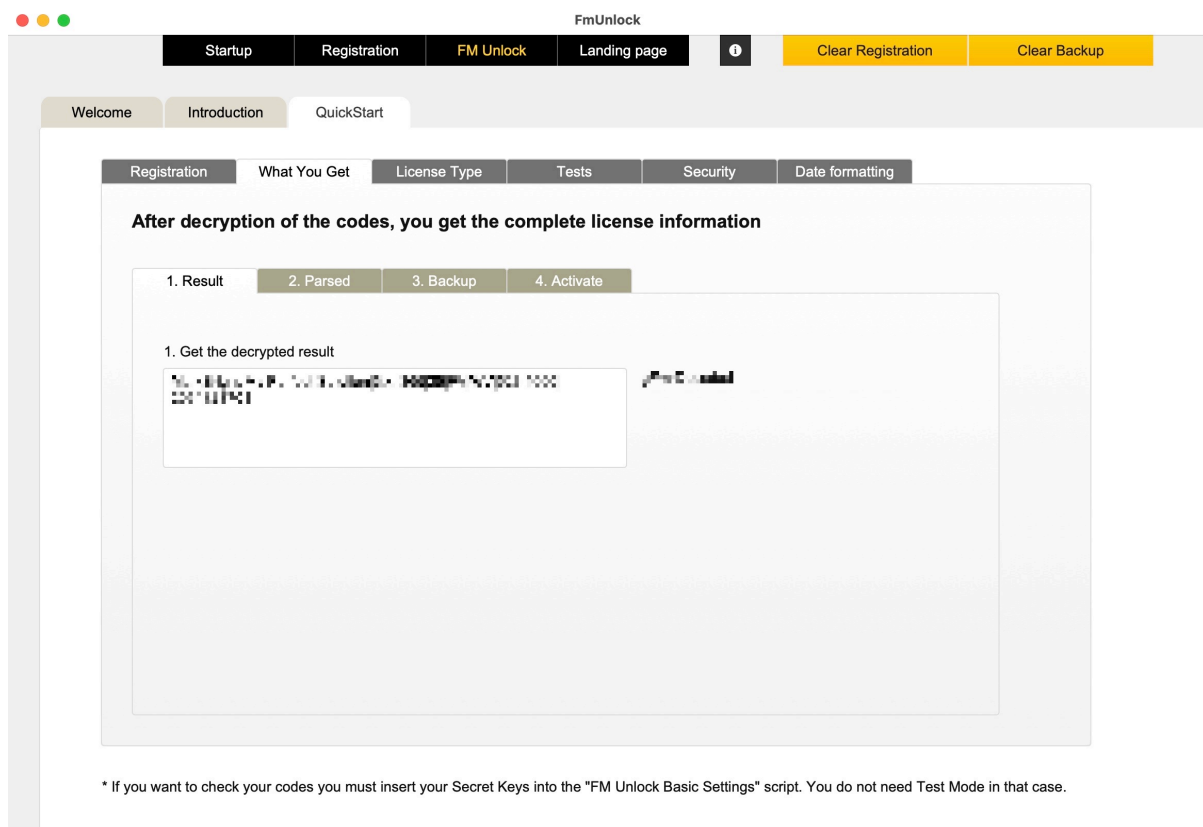 FmUnlock
Startup Registration FM Unlock Landing page Clear Registration Clear Backup
Welcome Introduction QuickStart
Registration What You Get License Type Tests Security Date formatting
After decryption of the codes, you get the complete license information
1. Result 2. Parsed 3. Backup 4. Activate
1. Get the decrypted result
* If you want to check your codes you must insert your Secret Keys into the "FM Unlock Basic Settings" script. You do not need Test Mode in that case.